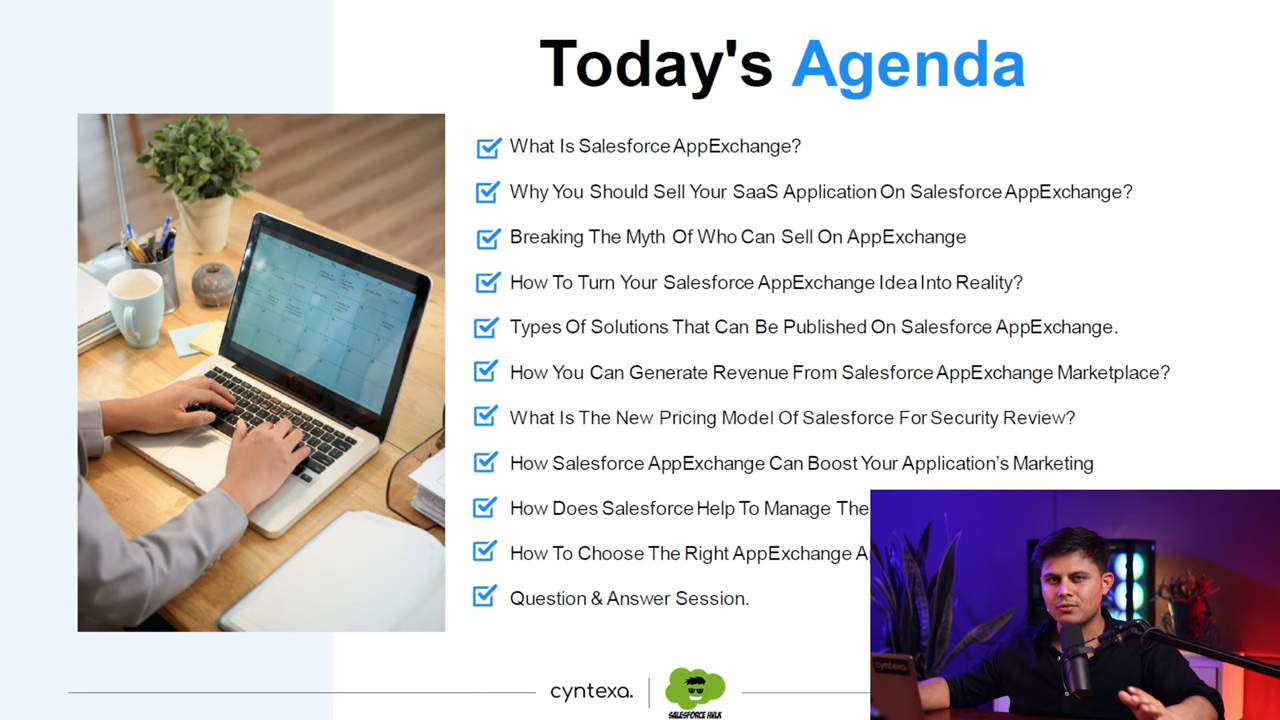 Today's Agenda
What Is Salesforce AppExchange?
Why You Should Sell Your SaaS Application On Salesforce AppExchange?
Breaking The Myth Of Who Can Sell On AppExchange
How To Turn Your Salesforce AppExchange Idea Into Reality?
Types Of Solutions That Can Be Published On Salesforce AppExchange.
How You Can Generate Revenue From Salesforce AppExchange Marketplace?
What Is The New Pricing Model Of Salesforce For Security Review?
How Salesforce AppExchange Can Boost Your Application’s Marketing
How Does Salesforce Help To Manage The
How To Choose The Right AppExchange
Question & Answer Session.
cyntexa.
cyntexa.
SALESFORCE HULK